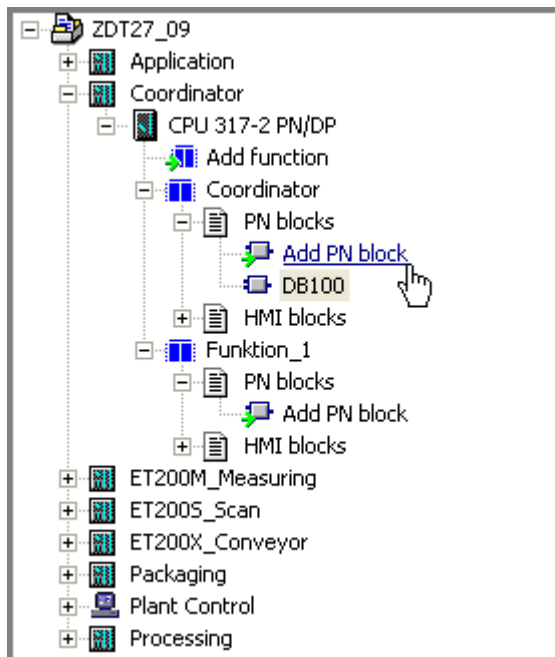 ZDT27_09
Application
Coordinator
CPU 317-2 PN/DP
Add function
Coordinator
PN blocks
Add PN block
DB100
HMI blocks
Funktion_1
PN blocks
Add PN block
HMI blocks
ET200M_Measuring
ET200S_Scan
ET200X_Conveyor
Packaging
Plant Control
Processing